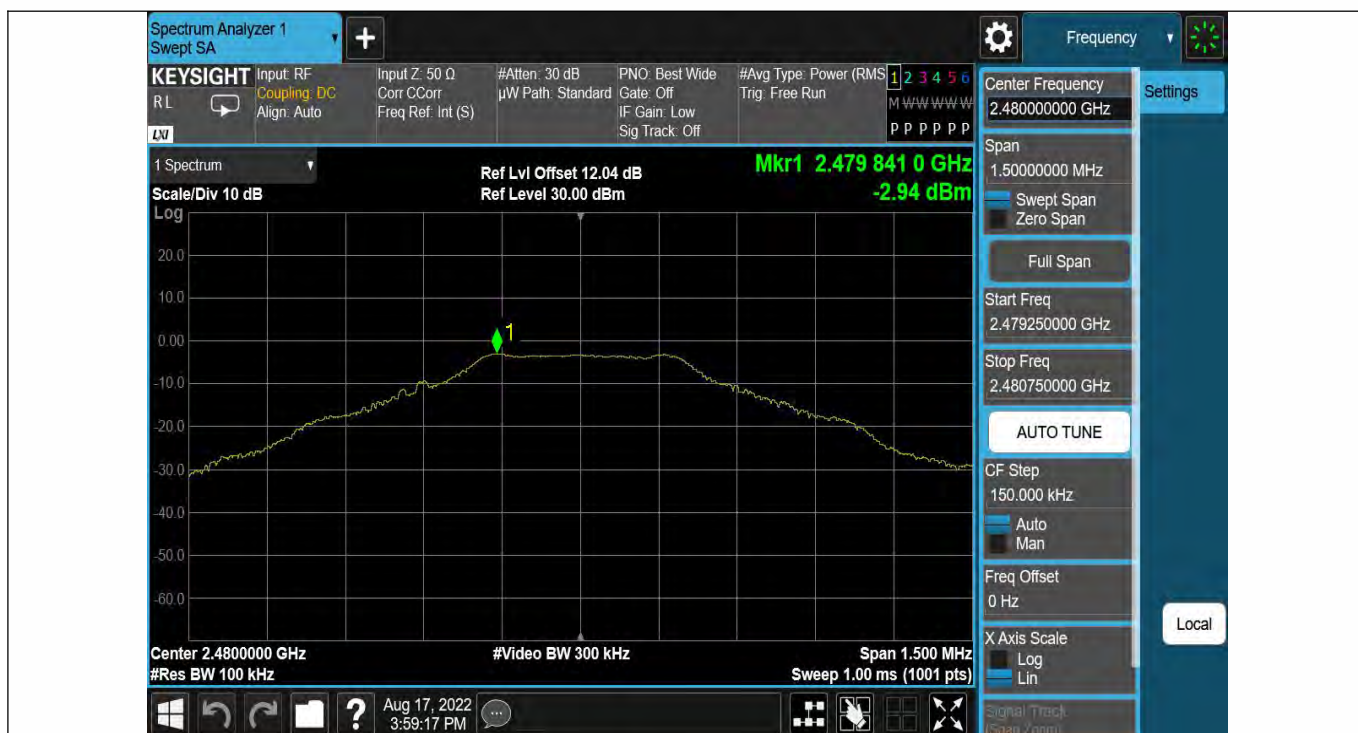 Spectrum Analyzer 1
Swept SA
Frequency
KEYSIGHT
R L
LXI
Input: RF
Coupling: DC
Align: Auto
Input Z: 50 Ω
Corr CCorr
Freq Ref: Int (S)
#Atten: 30 dB
µW Path: Standard
PNO: Best Wide
Gate: Off
IF Gain: Low
Sig Track: Off
#Avg Type: Power (RMS
Trig: Free Run
1 2 3 4 5 6
M W W W W W
P P P P P P
1 Spectrum
Scale/Div 10 dB
Ref Lvl Offset 12.04 dB
Ref Level 30.00 dBm
Mkr1 2.479 841 0 GHz
-2.94 dBm
Log
20.0
10.0
0.00
-10.0
-20.0
-30.0
-40.0
-50.0
-60.0
1
Center 2.4800000 GHz
#Res BW 100 kHz
#Video BW 300 kHz
Span 1.500 MHz
Sweep 1.00 ms (1001 pts)
Aug 17, 2022
3:59:17 PM
?
Center Frequency
2.480000000 GHz
Span
1.50000000 MHz
Swept Span
Zero Span
Full Span
Start Freq
2.479250000 GHz
Stop Freq
2.480750000 GHz
AUTO TUNE
CF Step
150.000 kHz
Auto
Man
Freq Offset
0 Hz
X Axis Scale
Log
Lin
Signal Track
(Span Zoom)
Settings
Local